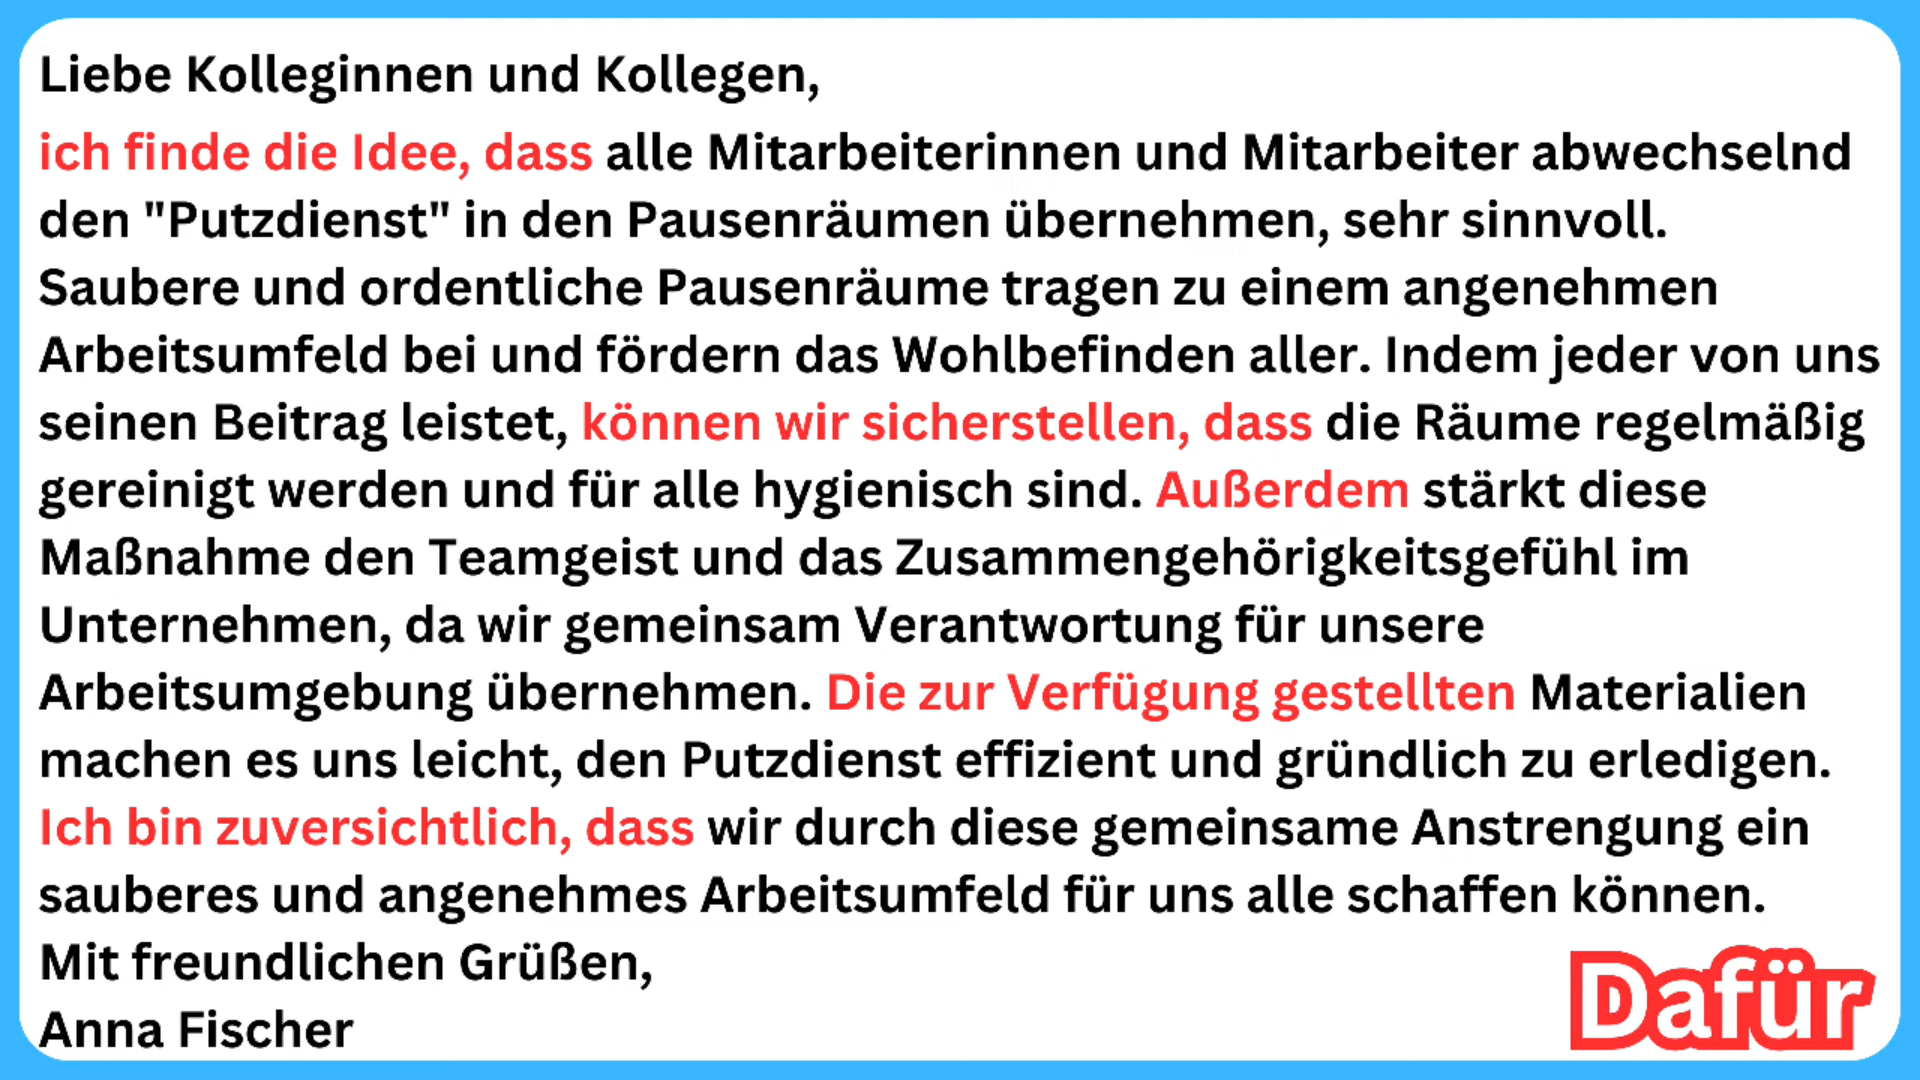 Liebe Kolleginnen und Kollegen,
ich finde die Idee, dass alle Mitarbeiterinnen und Mitarbeiter abwechselnd
den "Putzdienst" in den Pausenräumen übernehmen, sehr sinnvoll.
Saubere und ordentliche Pausenräume tragen zu einem angenehmen
Arbeitsumfeld bei und fördern das Wohlbefinden aller. Indem jeder von uns
seinen Beitrag leistet, können wir sicherstellen, dass die Räume regelmäßig
gereinigt werden und für alle hygienisch sind. Außerdem stärkt diese
Maßnahme den Teamgeist und das Zusammengehörigkeitsgefühl im
Unternehmen, da wir gemeinsam Verantwortung für unsere
Arbeitsumgebung übernehmen. Die zur Verfügung gestellten Materialien
machen es uns leicht, den Putzdienst effizient und gründlich zu erledigen.
Ich bin zuversichtlich, dass wir durch diese gemeinsame Anstrengung ein
sauberes und angenehmes Arbeitsumfeld für uns alle schaffen können.
Mit freundlichen Grüßen,
Anna Fischer
Dafür